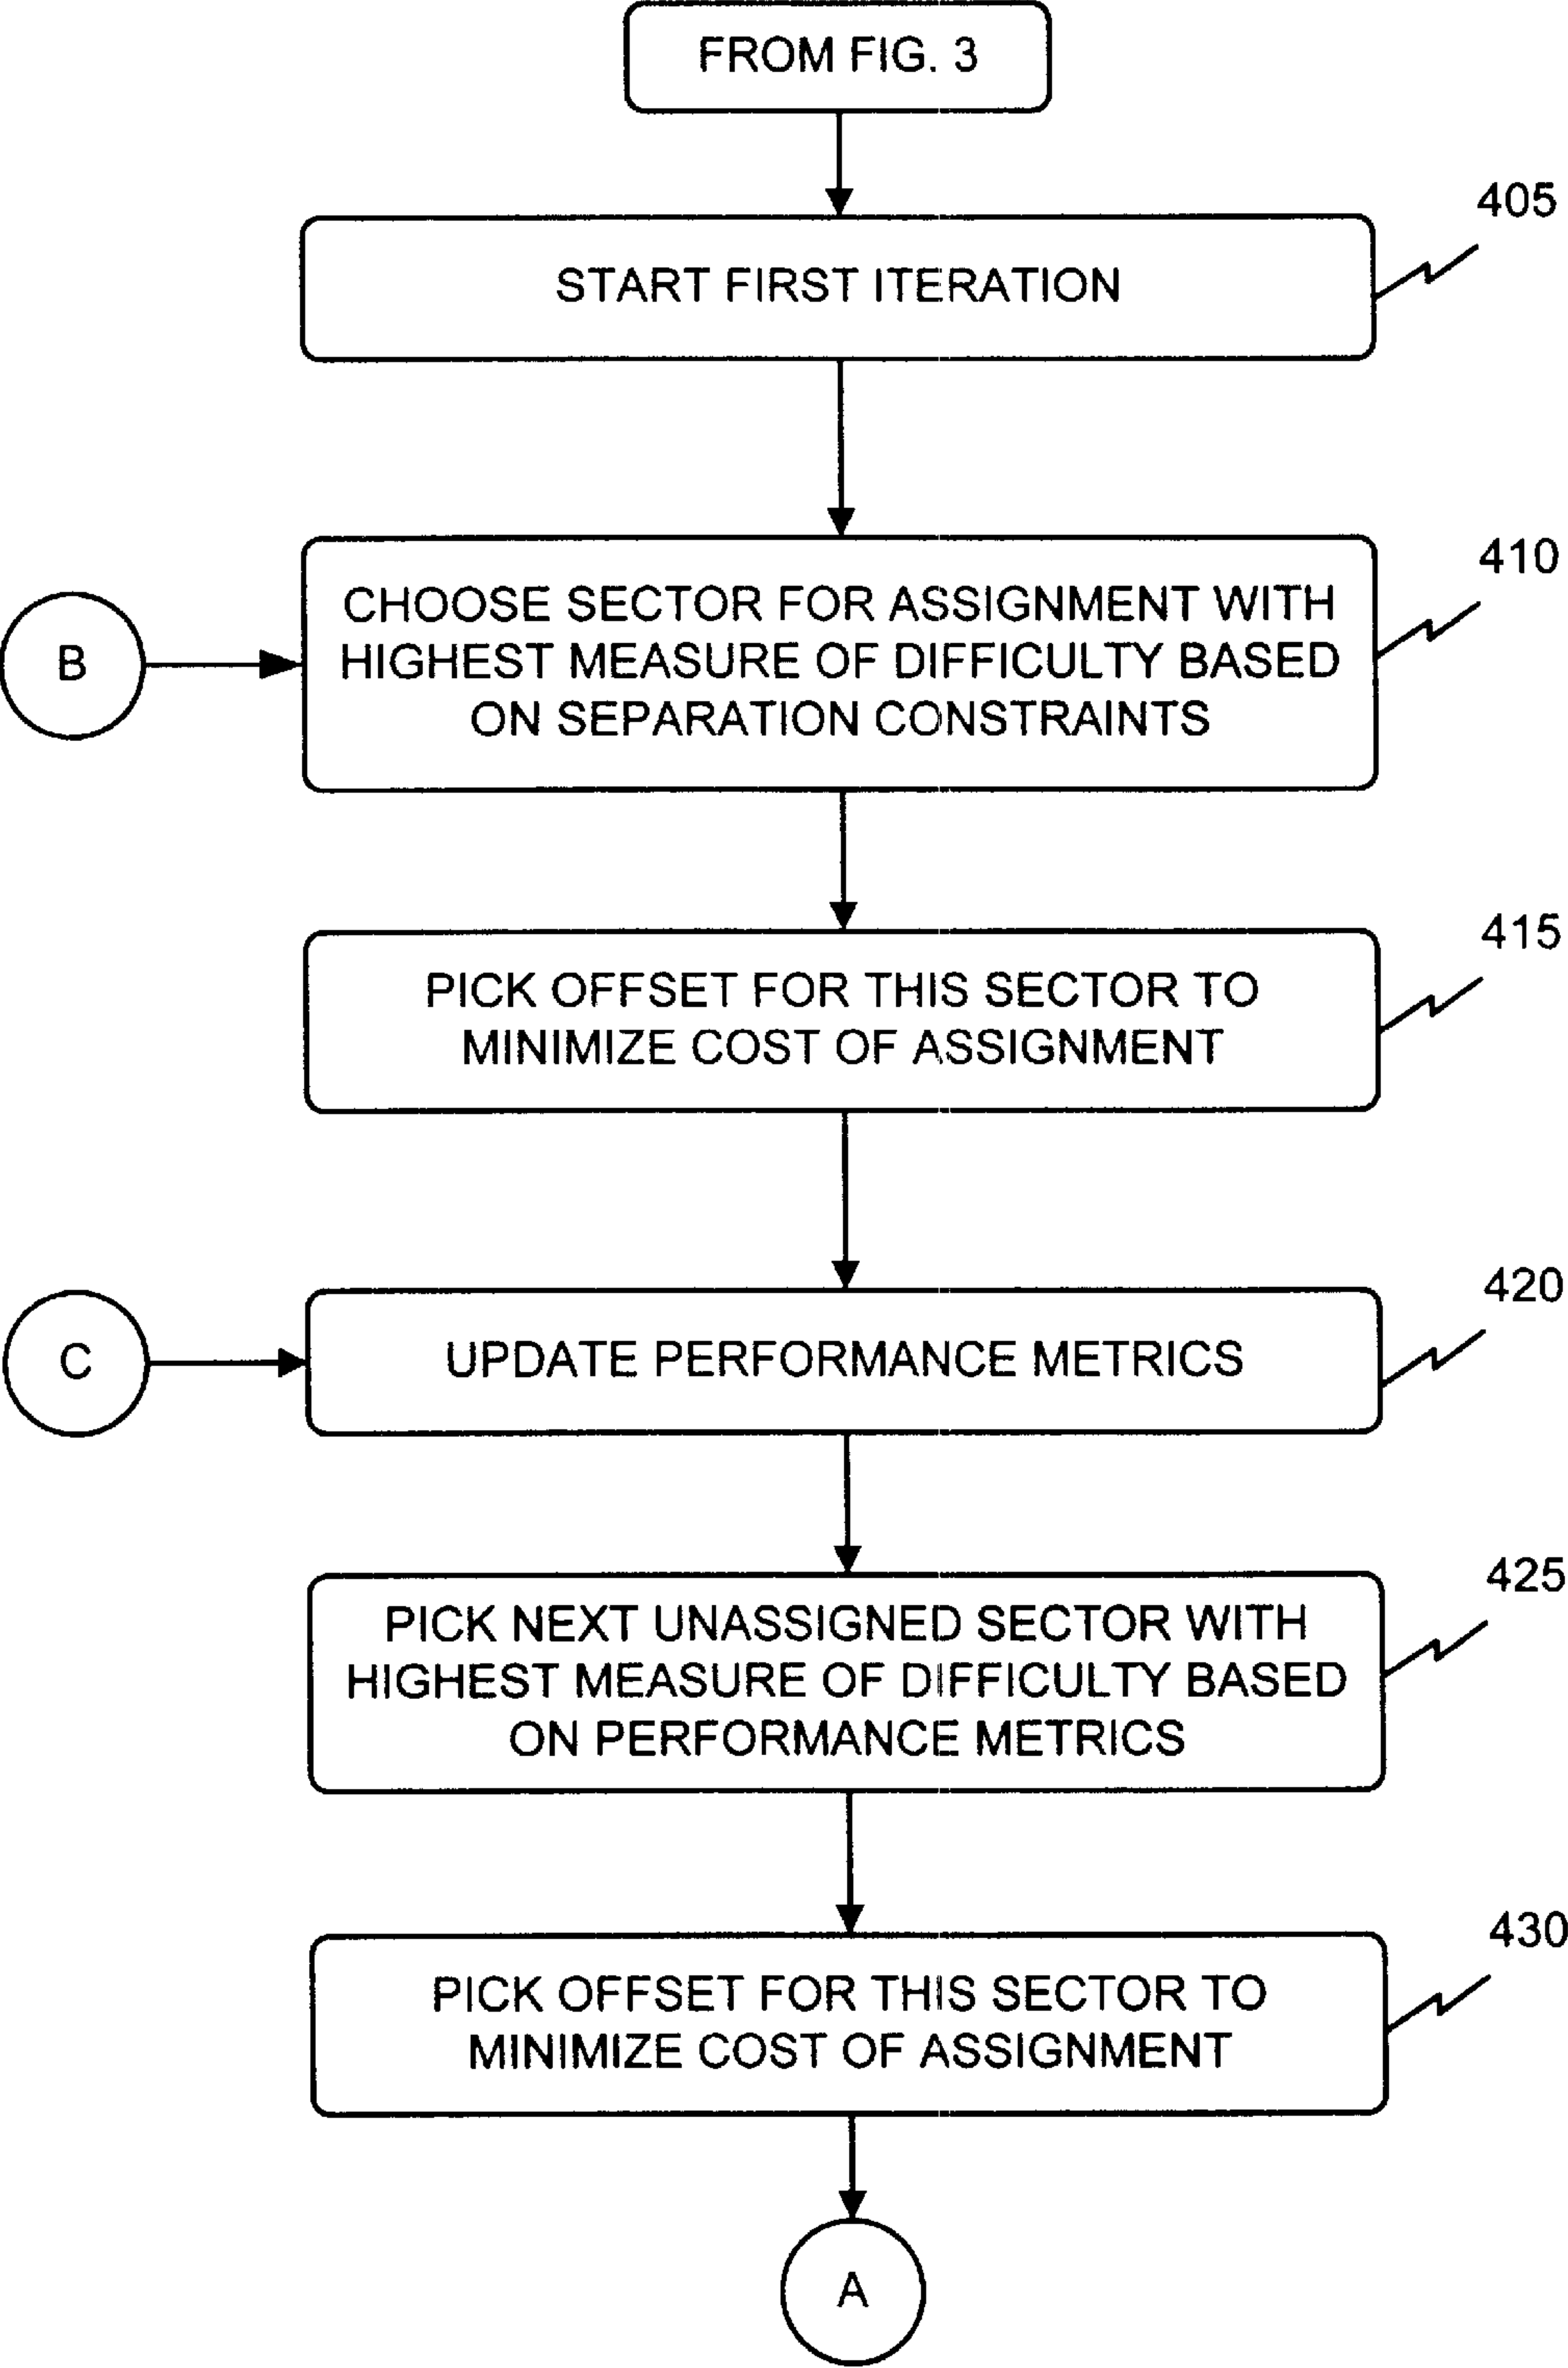 FROM FIG. 3
405
START FIRST ITERATION
410
CHOOSE SECTOR FOR ASSIGNMENT WITH
HIGHEST MEASURE OF DIFFICULTY BASED
ON SEPARATION CONSTRAINTS
B
415
PICK OFFSET FOR THIS SECTOR TO
MINIMIZE COST OF ASSIGNMENT
420
C
UPDATE PERFORMANCE METRICS
425
PICK NEXT UNASSIGNED SECTOR WITH
HIGHEST MEASURE OF DIFFICULTY BASED
ON PERFORMANCE METRICS
430
PICK OFFSET FOR THIS SECTOR TO
MINIMIZE COST OF ASSIGNMENT
A